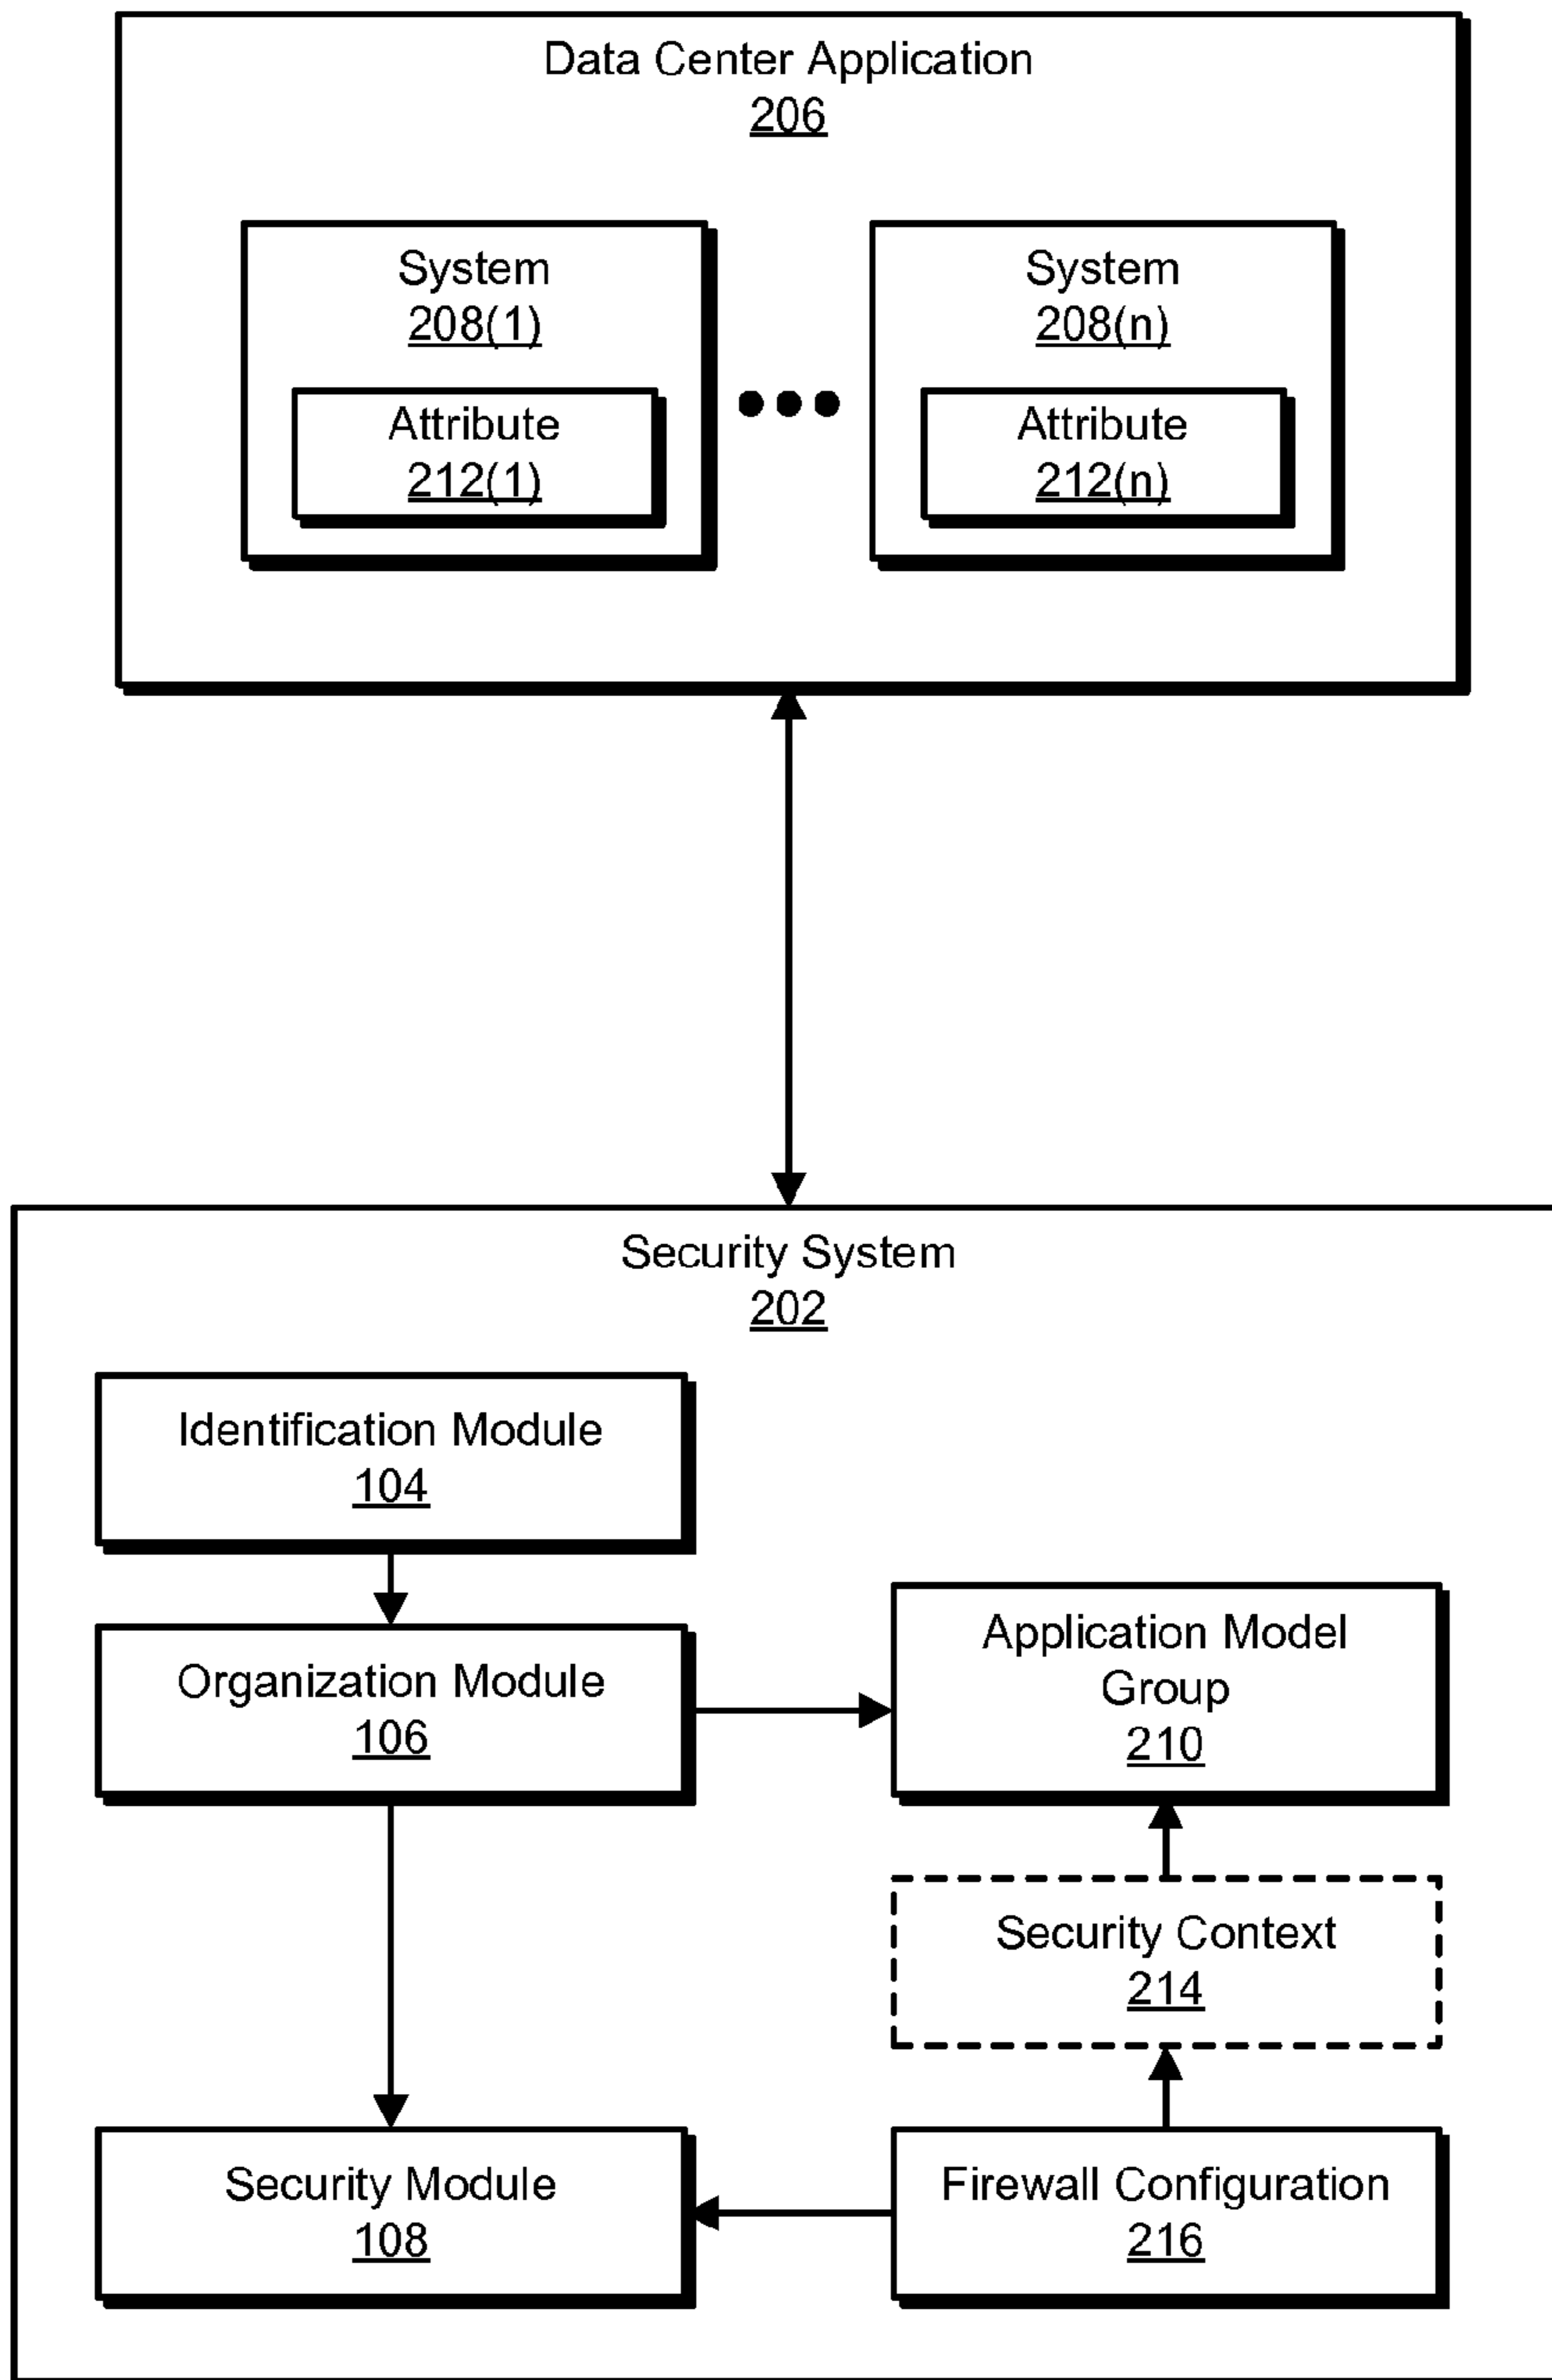 Data Center Application
206
System
208(1)
Attribute
212(1)
System
208(n)
Attribute
212(n)
Security System
202
Identification Module
104
Organization Module
106
Application Model
Group
210
Security Context
214
Security Module
108
Firewall Configuration
216